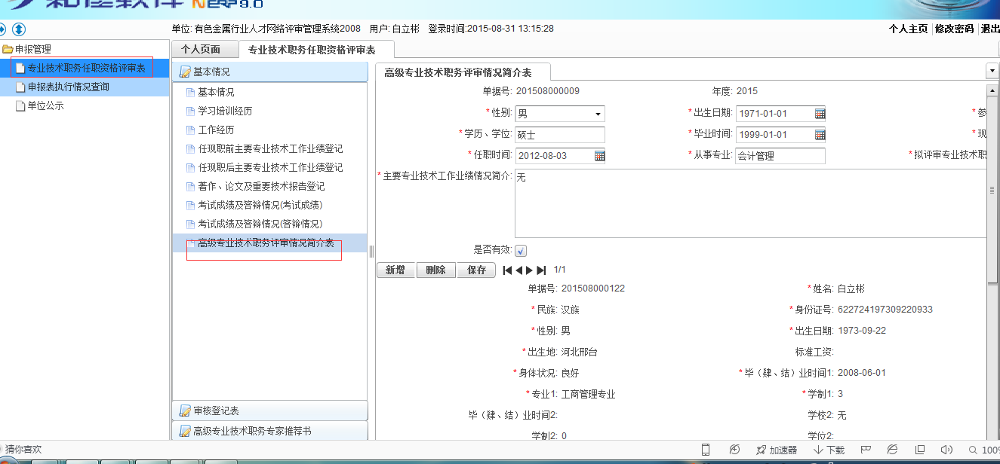 9.0
单位: 有色金属行业人才网络评审管理系统2008 用户: 白立彬 登录时间:2015-08-31 13:15:28
个人主页 修改密码 退出
申报管理
专业技术职务任职资格评审表
申报表执行情况查询
单位公示
个人页面 专业技术职务任职资格评审表
基本情况
基本情况
学习培训经历
工作经历
任现职前主要专业技术工作业绩登记
任现职后主要专业技术工作业绩登记
著作、论文及重要技术报告登记
考试成绩及答辩情况(考试成绩)
考试成绩及答辩情况(答辩情况)
高级专业技术职务评审情况简介表
审核登记表
高级专业技术职务专家推荐书
高级专业技术职务评审情况简介表
单据号: 201508000009 年度: 2015
*性别: 男 *出生日期: 1971-01-01 *参
*学历、学位: 硕士 *毕业时间: 1999-01-01 *现
*任职时间: 2012-08-03 *从事专业: 会计管理 *拟评审专业技术职
*主要专业技术工作业绩情况简介: 无
是否有效:
新增 删除 保存 1/1
单据号: 201508000122 *姓名: 白立彬
*民族: 汉族 *身份证号: 622724197309220933
*性别: 男 *出生日期: 1973-09-22
*出生地: 河北邢台 标准工资:
*身体状况: 良好 *毕（肄、结）业时间1: 2008-06-01
*专业1: 工商管理专业 *学制1: 3
毕（肄、结）业时间2: 学校2: 无
学制2: 0 学位2:
猜你喜欢 加速器 下载 100%